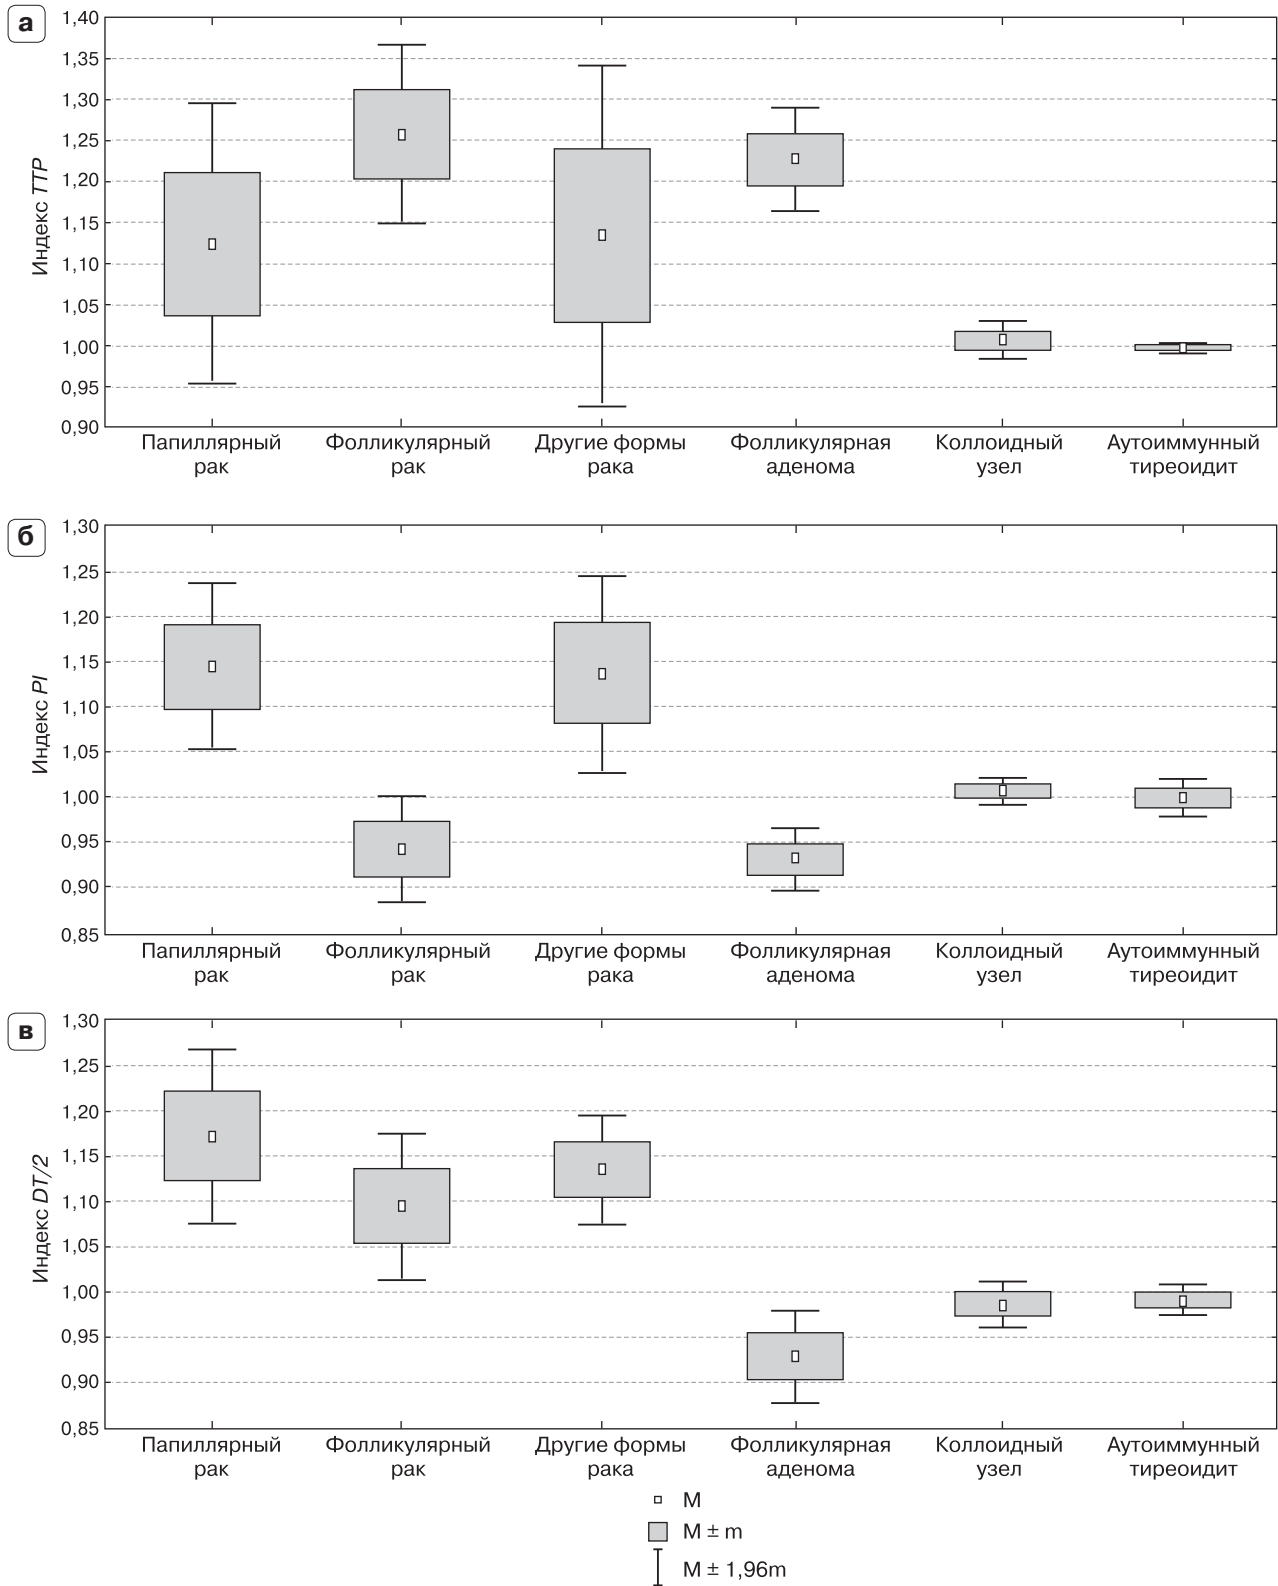 а
1,40
1,35
1,30
1,25
1,20
1,15
1,10
1,05
1,00
0,95
0,90
Индекс TTP
Папиллярный Фолликулярный Другие формы Фолликулярная Коллоидный Аутоиммунный
рак рак рака аденома узел тиреоидит
б
1,30
1,25
1,20
1,15
1,10
1,05
1,00
0,95
0,90
0,85
Индекс PI
Папиллярный Фолликулярный Другие формы Фолликулярная Коллоидный Аутоиммунный
рак рак рака аденома узел тиреоидит
в
1,30
1,25
1,20
1,15
1,10
1,05
1,00
0,95
0,90
0,85
Индекс DT/2
Папиллярный Фолликулярный Другие формы Фолликулярная Коллоидный Аутоиммунный
рак рак рака аденома узел тиреоидит
М
М ± m
М ± 1,96m